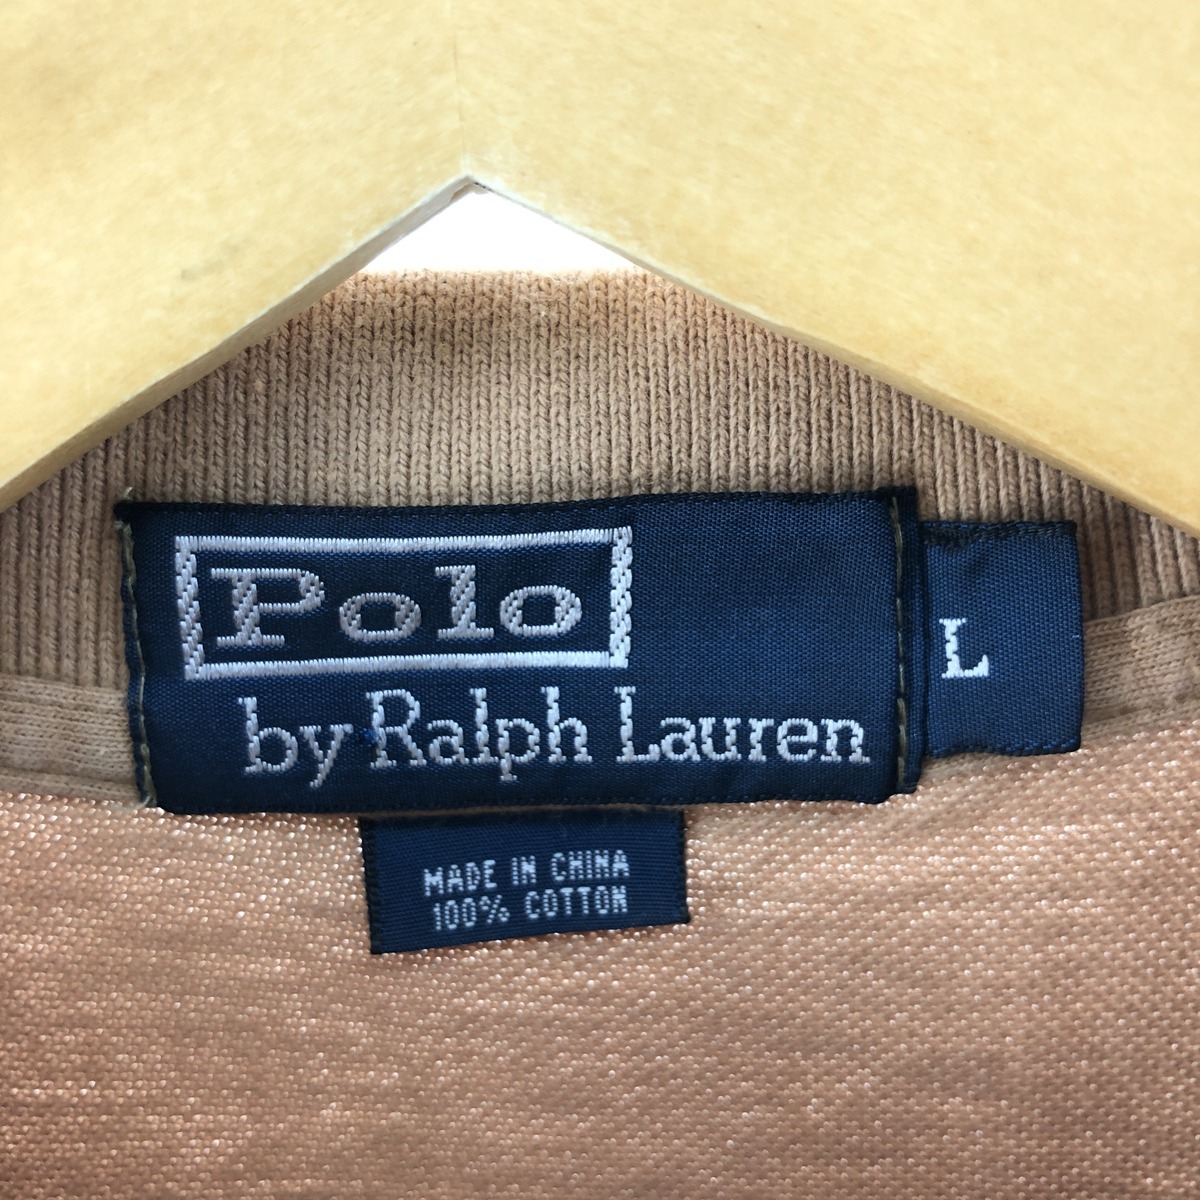 Polo
by Ralph Lauren
L
MADE IN CHINA
100% COTTON